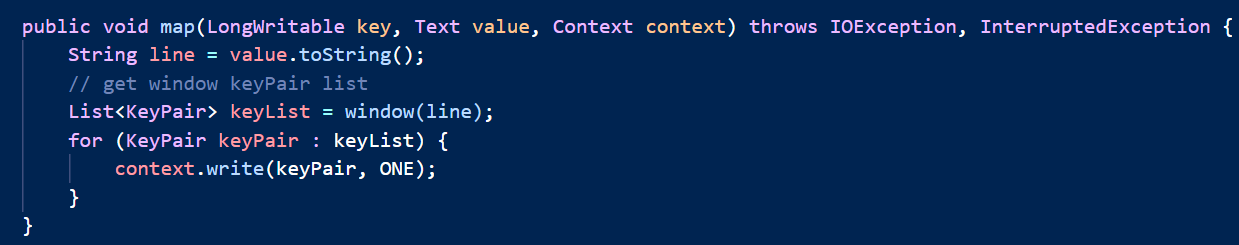 public void map(LongWritable key, Text value, Context context) throws IOException, InterruptedException {
    String line = value.toString();
    // get window keyPair list
    List<KeyPair> keyList = window(line);
    for (KeyPair keyPair : keyList) {
        context.write(keyPair, ONE);
    }
}